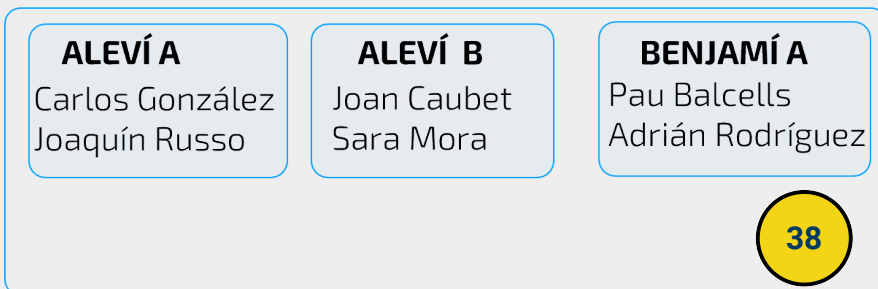 ALEVÍ A
Carlos González
Joaquín Russo
ALEVÍ B
Joan Caubet
Sara Mora
BENJAMÍ A
Pau Balcells
Adrián Rodríguez
38